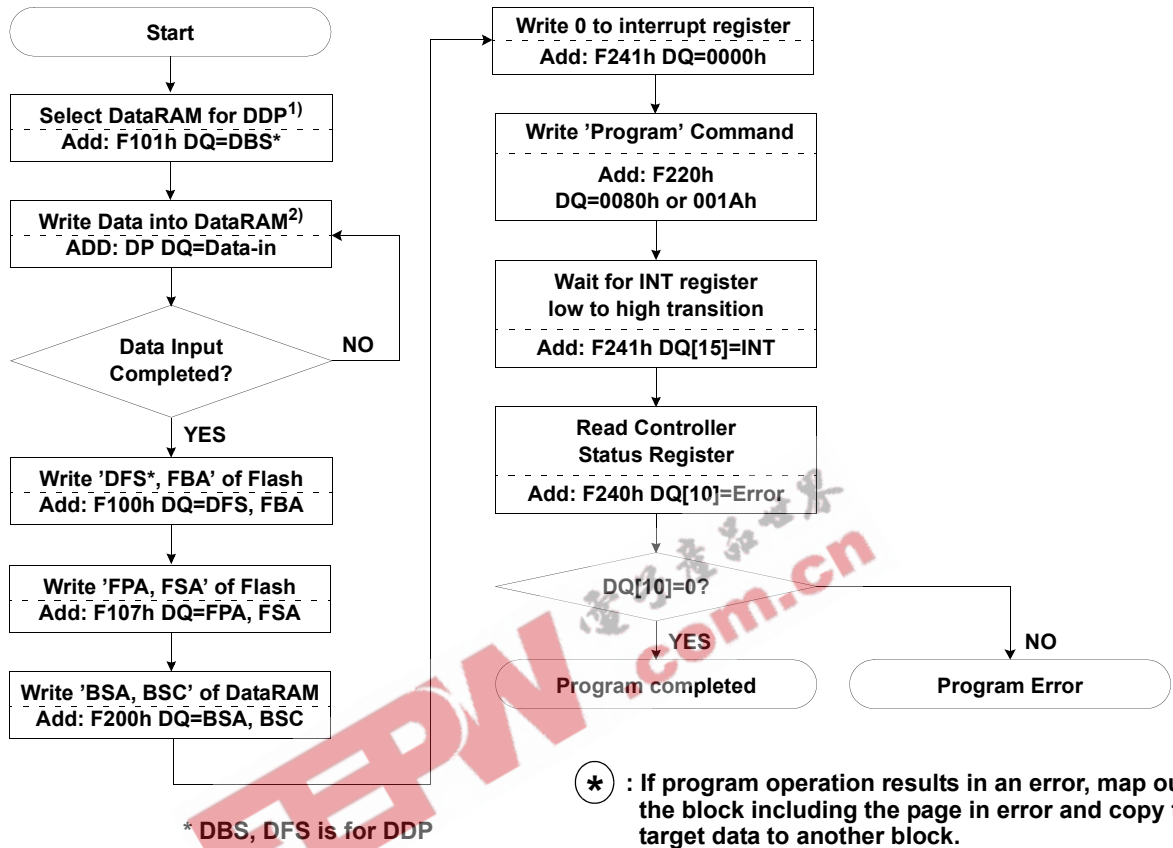 Start
Select DataRAM for DDP1)
Add: F101h DQ=DBS*
Write Data into DataRAM2)
ADD: DP DQ=Data-in
Data Input
Completed?
NO
YES
Write ’DFS*, FBA’ of Flash
Add: F100h DQ=DFS, FBA
Write ’FPA, FSA’ of Flash
Add: F107h DQ=FPA, FSA
Write ’BSA, BSC’ of DataRAM
Add: F200h DQ=BSA, BSC
* DBS, DFS is for DDP
Write 0 to interrupt register
Add: F241h DQ=0000h
Write ’Program’ Command
Add: F220h
DQ=0080h or 001Ah
Wait for INT register
low to high transition
Add: F241h DQ[15]=INT
Read Controller
Status Register
Add: F240h DQ[10]=Error
DQ[10]=0?
YES
NO
Program completed
Program Error
* : If program operation results in an error, map
the block including the page in error and copy
target data to another block.
.com.cn